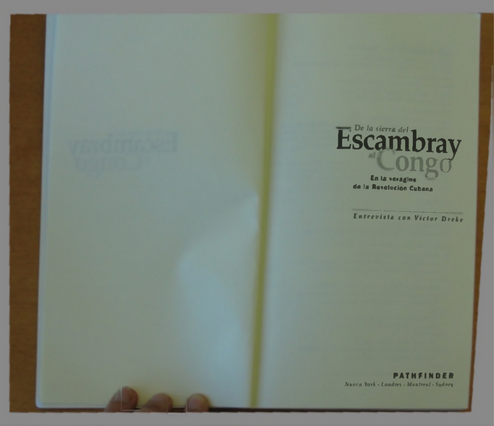 De la sierra del
Escambray
al Congo
En la vorágine
de la Revolución Cubana
Entrevista con Víctor Dreke
PATHFINDER
Nueva York • Londres • Montreal • Sydney